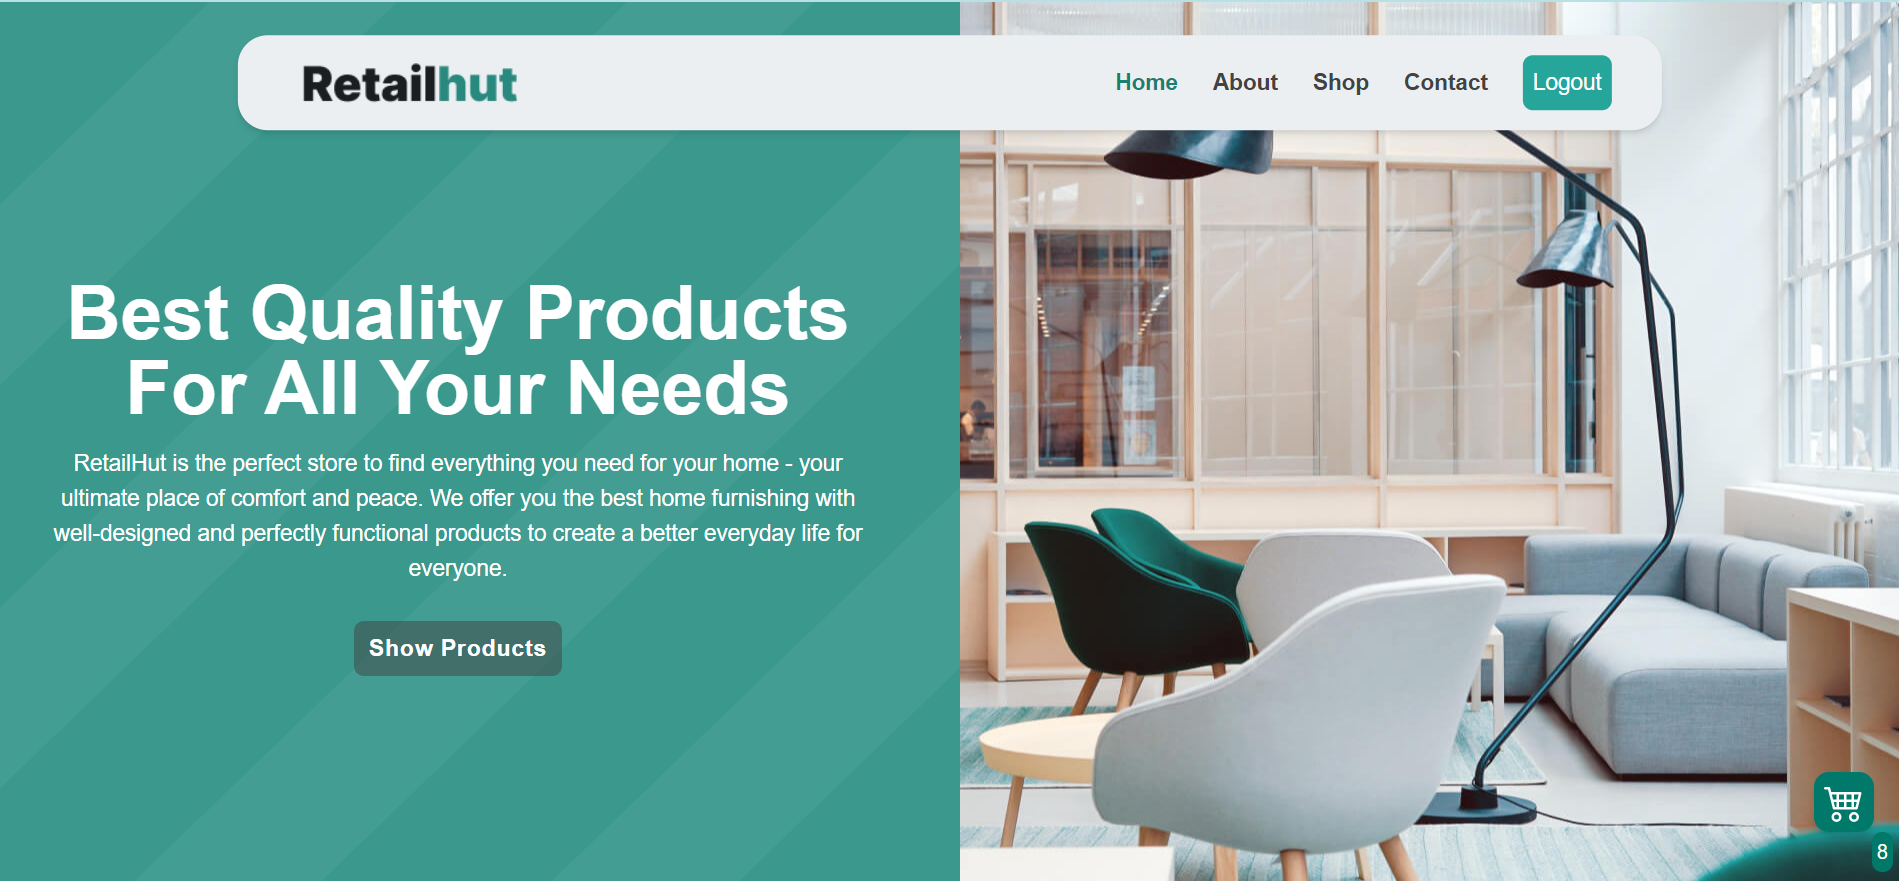 Retailhut
Home About Shop Contact Logout
Best Quality Products
For All Your Needs
RetailHut is the perfect store to find everything you need for your home - your
ultimate place of comfort and peace. We offer you the best home furnishing with
well-designed and perfectly functional products to create a better everyday life for
everyone.
Show Products
8